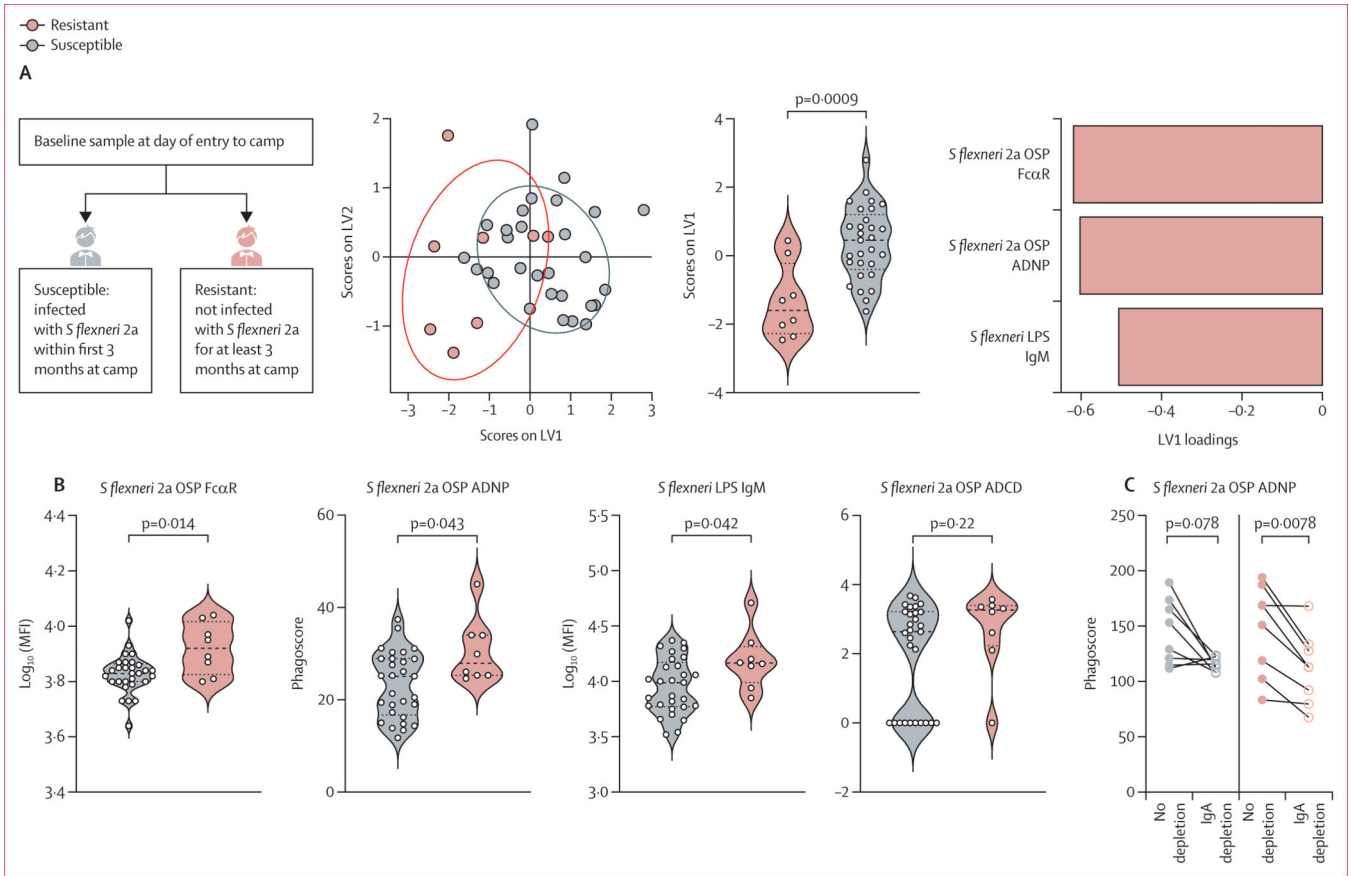 Resistant
Susceptible
A
Baseline sample at day of entry to camp
Susceptible:
infected
with S flexneri 2a
within first 3
months at camp
Resistant:
not infected
with S flexneri 2a
for at least 3
months at camp
2
1
0
−1
Scores on LV2
−3
−2
−1
0
1
2
3
Scores on LV1
p=0·0009
4
2
0
−2
−4
Scores on LV1
S flexneri 2a OSP
FcαR
S flexneri 2a OSP
ADNP
S flexneri LPS
IgM
−0·6
−0·4
−0·2
0
LV1 loadings
B
S flexneri 2a OSP FcαR
p=0·014
4·4
4·2
4·0
3·8
3·6
3·4
Log10 (MFI)
S flexneri 2a OSP ADNP
p=0·043
60
40
20
0
Phagoscore
S flexneri LPS IgM
p=0·042
5·5
5·0
4·5
4·0
3·5
3·0
Log10 (MFI)
S flexneri 2a OSP ADCD
p=0·22
6
4
2
0
−2
C
S flexneri 2a OSP ADNP
p=0·078
p=0·0078
250
200
150
100
50
0
Phagoscore
No
depletion
IgA
depletion
No
depletion
IgA
depletion